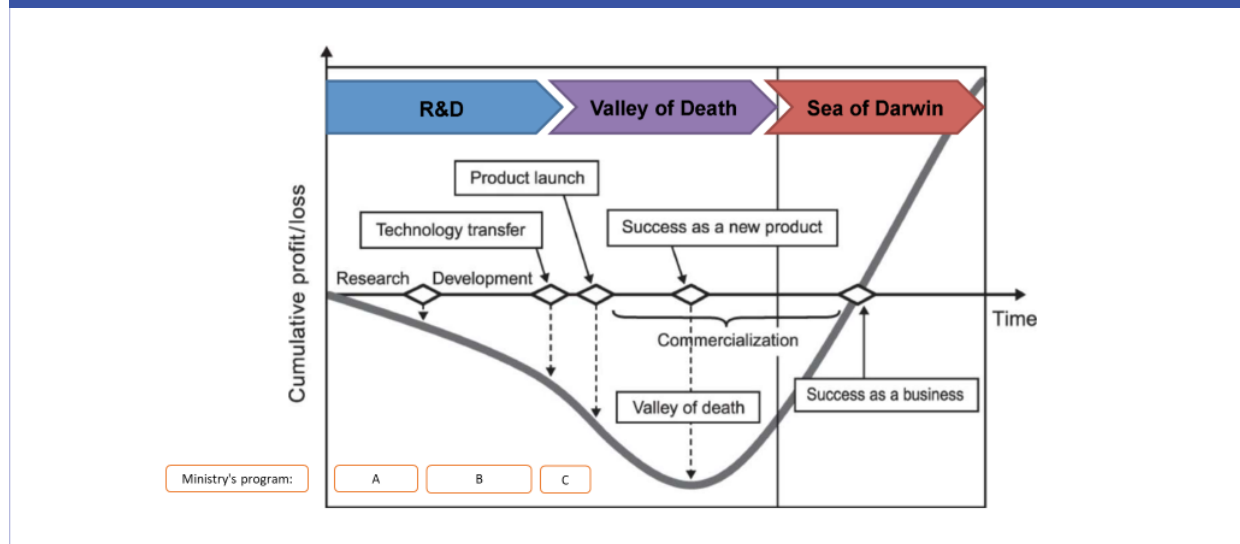 R&D
Valley of Death
Sea of Darwin
Product launch
Technology transfer
Success as a new product
Research
Development
Cumulative profit/loss
Time
Commercialization
Success as a business
Valley of death
Ministry's program:
A
B
C